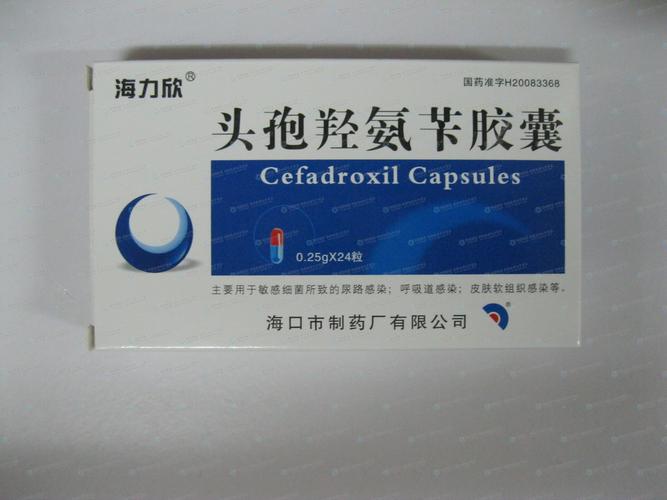 海力欣®
国药准字H20083368
头孢羟氨苄胶囊
Cefadroxil Capsules
0.25gX24粒
主要用于敏感细菌所致的尿路感染；呼吸道感染；皮肤软组织感染等。
海口市制药厂有限公司